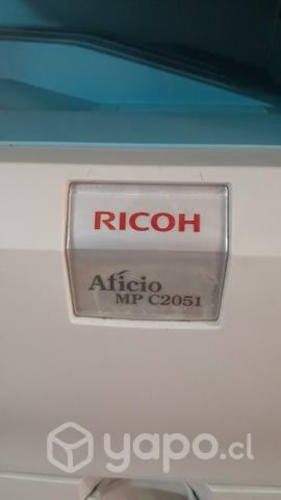 RICOH
Aficio
MP C2051
yapo.cl